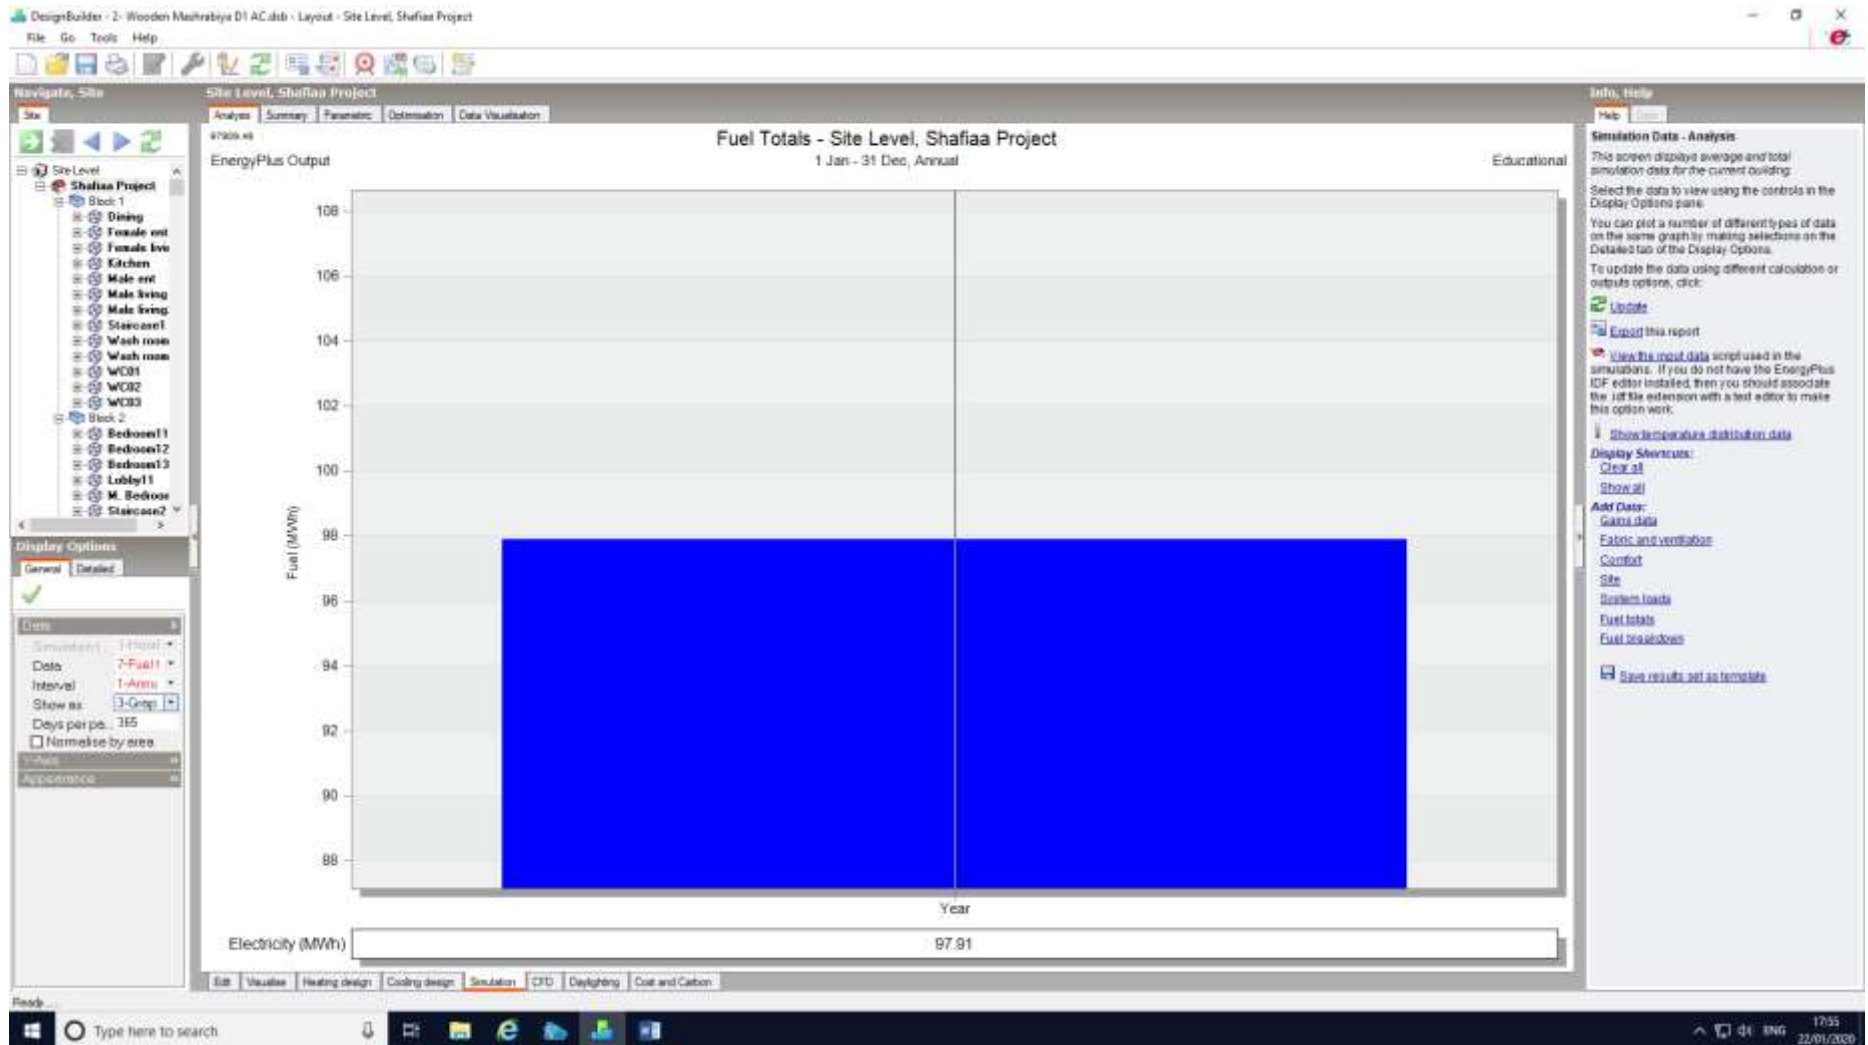 DesignBuilder - 2- Wooden Mashrabiya D1 AC.dsb - Layout - Site Level, Shafiaa Project
File Go Tools Help
Navigate, Site
Site
Site Level
Shafiaa Project
Block 1
Dining
Female ent
Female livin
Kitchen
Male ent
Male living
Male living
Staircase1
Wash room
Wash room
WC01
WC02
WC03
Block 2
Bedroom11
Bedroom12
Bedroom13
Lobby11
M. Bedroor
Staircase2
Display Options
General Detailed
Data
Data 7-Fuel t
Interval 1-Annu
Show as 3-Grap
Days per pe... 365
Normalise by area
Y-Axis
Appearance
Site Level, Shafiaa Project
Analysis Summary Parametric Optimisation Data Visualisation
Fuel Totals - Site Level, Shafiaa Project
EnergyPlus Output 1 Jan - 31 Dec, Annual Educational
108
106
104
102
100
98
96
94
92
90
88
Fuel (MWh)
Year
Electricity (MWh) 97.91
Edit Visualise Heating design Cooling design Simulation CFD Daylighting Cost and Carbon
Info, Help
Help Data
Simulation Data - Analysis
This screen displays average and total
simulation data for the current building.
Select the data to view using the controls in the
Display Options pane.
You can plot a number of different types of data
on the same graph by making selections on the
Detailed tab of the Display Options.
To update the data using different calculation or
outputs options, click:
Update
Export this report
View the input data script used in the
simulations. If you do not have the EnergyPlus
IDF editor installed, then you should associate
the .idf file extension with a text editor to make
this option work.
Show temperature distribution data
Display Shortcuts:
Clear all
Show all
Add Data:
Gains data
Fabric and ventilation
Comfort
Site
System loads
Fuel totals
Fuel breakdown
Save results set as template
Ready
Type here to search
ENG
17:55
22/01/2020